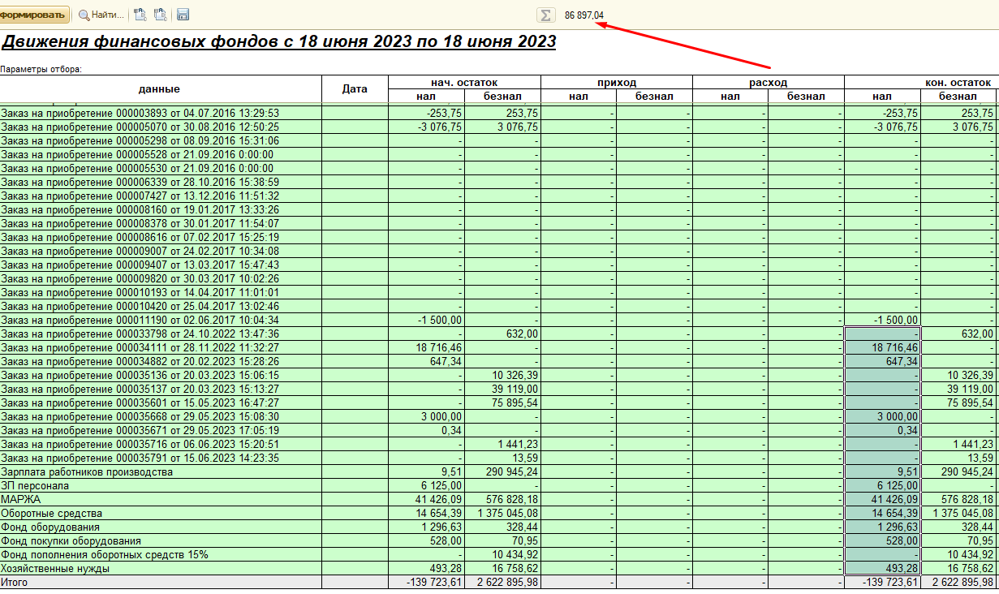 Формировать Найти... Σ 86 897,04
Движения финансовых фондов с 18 июня 2023 по 18 июня 2023
Параметры отбора:
данные Дата нач. остаток приход расход кон. остаток
нал безнал нал безнал нал безнал нал безнал
Заказ на приобретение 000003893 от 04.07.2016 13:29:53 -253,75 253,75 - - - - -253,75 253,75
Заказ на приобретение 000005070 от 30.08.2016 12:50:25 -3 076,75 3 076,75 - - - - -3 076,75 3 076,75
Заказ на приобретение 000005298 от 08.09.2016 15:31:06 - - - - - - - -
Заказ на приобретение 000005528 от 21.09.2016 0:00:00 - - - - - - - -
Заказ на приобретение 000005530 от 21.09.2016 0:00:00 - - - - - - - -
Заказ на приобретение 000006339 от 28.10.2016 15:38:59 - - - - - - - -
Заказ на приобретение 000007427 от 13.12.2016 11:51:32 - - - - - - - -
Заказ на приобретение 000008160 от 19.01.2017 13:33:26 - - - - - - - -
Заказ на приобретение 000008378 от 30.01.2017 11:54:07 - - - - - - - -
Заказ на приобретение 000008616 от 07.02.2017 15:25:19 - - - - - - - -
Заказ на приобретение 000009007 от 24.02.2017 10:34:08 - - - - - - - -
Заказ на приобретение 000009407 от 13.03.2017 15:47:43 - - - - - - - -
Заказ на приобретение 000009820 от 30.03.2017 10:02:26 - - - - - - - -
Заказ на приобретение 000010193 от 14.04.2017 11:01:01 - - - - - - - -
Заказ на приобретение 000010420 от 25.04.2017 13:02:46 - - - - - - - -
Заказ на приобретение 000011190 от 02.06.2017 10:04:34 -1 500,00 - - - - - -1 500,00 -
Заказ на приобретение 000033798 от 24.10.2022 13:47:36 - 632,00 - - - - - 632,00
Заказ на приобретение 000034111 от 28.11.2022 11:32:27 18 716,46 - - - - - 18 716,46 -
Заказ на приобретение 000034882 от 20.02.2023 15:28:26 647,34 - - - - - 647,34 -
Заказ на приобретение 000035136 от 20.03.2023 15:06:15 - 10 326,39 - - - - - 10 326,39
Заказ на приобретение 000035137 от 20.03.2023 15:13:27 - 39 119,00 - - - - - 39 119,00
Заказ на приобретение 000035601 от 15.05.2023 16:47:27 - 75 895,54 - - - - - 75 895,54
Заказ на приобретение 000035668 от 29.05.2023 15:08:30 3 000,00 - - - - - 3 000,00 -
Заказ на приобретение 000035671 от 29.05.2023 17:05:19 0,34 - - - - - 0,34 -
Заказ на приобретение 000035716 от 06.06.2023 15:20:51 - 1 441,23 - - - - - 1 441,23
Заказ на приобретение 000035791 от 15.06.2023 14:23:35 - 13,59 - - - - - 13,59
Зарплата работников производства 9,51 290 945,24 - - - - 9,51 290 945,24
ЗП персонала 6 125,00 - - - - - 6 125,00 -
МАРЖА 41 426,09 576 828,18 - - - - 41 426,09 576 828,18
Оборотные средства 14 654,39 1 375 045,08 - - - - 14 654,39 1 375 045,08
Фонд оборудования 1 296,63 328,44 - - - - 1 296,63 328,44
Фонд покупки оборудования 528,00 70,95 - - - - 528,00 70,95
Фонд пополнения оборотных средств 15% - 10 434,92 - - - - - 10 434,92
Хозяйственные нужды 493,28 16 758,62 - - - - 493,28 16 758,62
Итого -139 723,61 2 622 895,98 - - - - -139 723,61 2 622 895,98